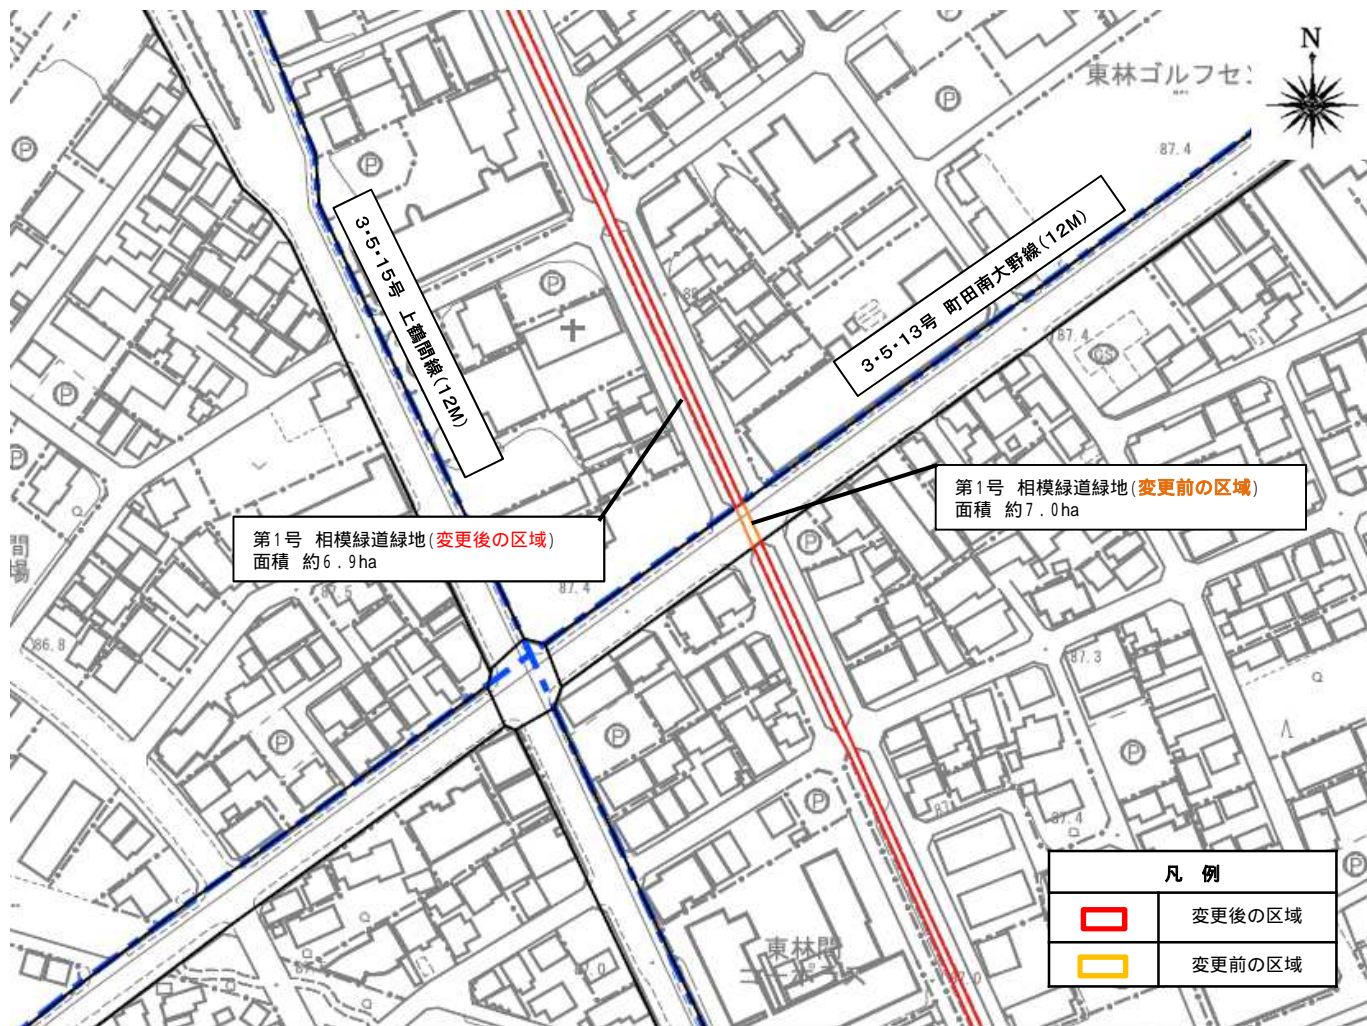 N
東林ゴルフセン
87.4
3・5・15号 上鶴間線(12M)
3・5・13号 町田南大野線(12M)
87.4
GS
第1号 相模緑道緑地(変更前の区域)
面積 約7.0ha
第1号 相模緑道緑地(変更後の区域)
面積 約6.9ha
87.5
87.4
86.8
87.3
87.4
東林間
87.0
凡 例
変更後の区域
変更前の区域
P
P
P
P
P
P
P
P
P
P
P
P